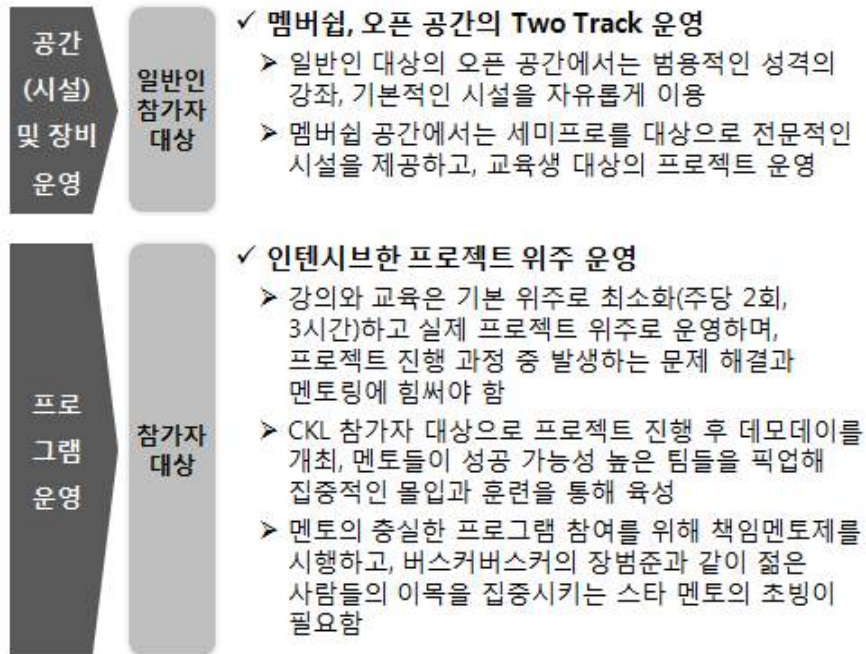 공간
(시설)
및 장비
운영
일반인
참가자
대상
✓ 멤버쉽, 오픈 공간의 Two Track 운영
➤ 일반인 대상의 오픈 공간에서는 범용적인 성격의
강좌, 기본적인 시설을 자유롭게 이용
➤ 멤버쉽 공간에서는 세미프로를 대상으로 전문적인
시설을 제공하고, 교육생 대상의 프로젝트 운영
프로
그램
운영
참가자
대상
✓ 인텐시브한 프로젝트 위주 운영
➤ 강의와 교육은 기본 위주로 최소화(주당 2회,
3시간)하고 실제 프로젝트 위주로 운영하며,
프로젝트 진행 과정 중 발생하는 문제 해결과
멘토링에 힘써야 함
➤ CKL 참가자 대상으로 프로젝트 진행 후 데모데이를
개최, 멘토들이 성공 가능성 높은 팀들을 픽업해
집중적인 몰입과 훈련을 통해 육성
➤ 멘토의 충실한 프로그램 참여를 위해 책임멘토제를
시행하고, 버스커버스커의 장범준과 같이 젊은
사람들의 이목을 집중시키는 스타 멘토의 초빙이
필요함